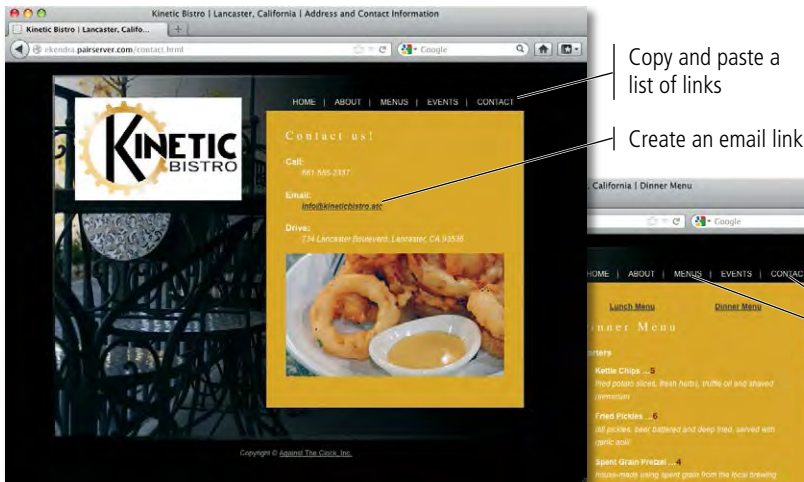 Kinetic Bistro | Lancaster, California | Address and Contact Information
Kinetic Bistro | Lancaster, Califo...
ekendra.pairserver.com/contact.html
Google
HOME | ABOUT | MENUS | EVENTS | CONTACT
KINETIC
BISTRO
Contact us!
Call:
661-555-2337
Email:
info@kineticbistro.atc
Drive:
734 Lancaster Boulevard, Lancaster, CA 93536
Copyright © Against The Clock, Inc.
Copy and paste a
list of links
Create an email link
, California | Dinner Menu
Google
HOME | ABOUT | MENUS | EVENTS | CONTAC
Lunch Menu Dinner Menu
inner Menu
arters
Kettle Chips ...5
fried potato slices, fresh herbs, truffle oil and shaved
parmesan
Fried Pickles ...6
dill pickles, beer battered and deep fried, served with
garlic aoili
Spent Grain Pretzel ...4
house-made using spent grain from the local brewing